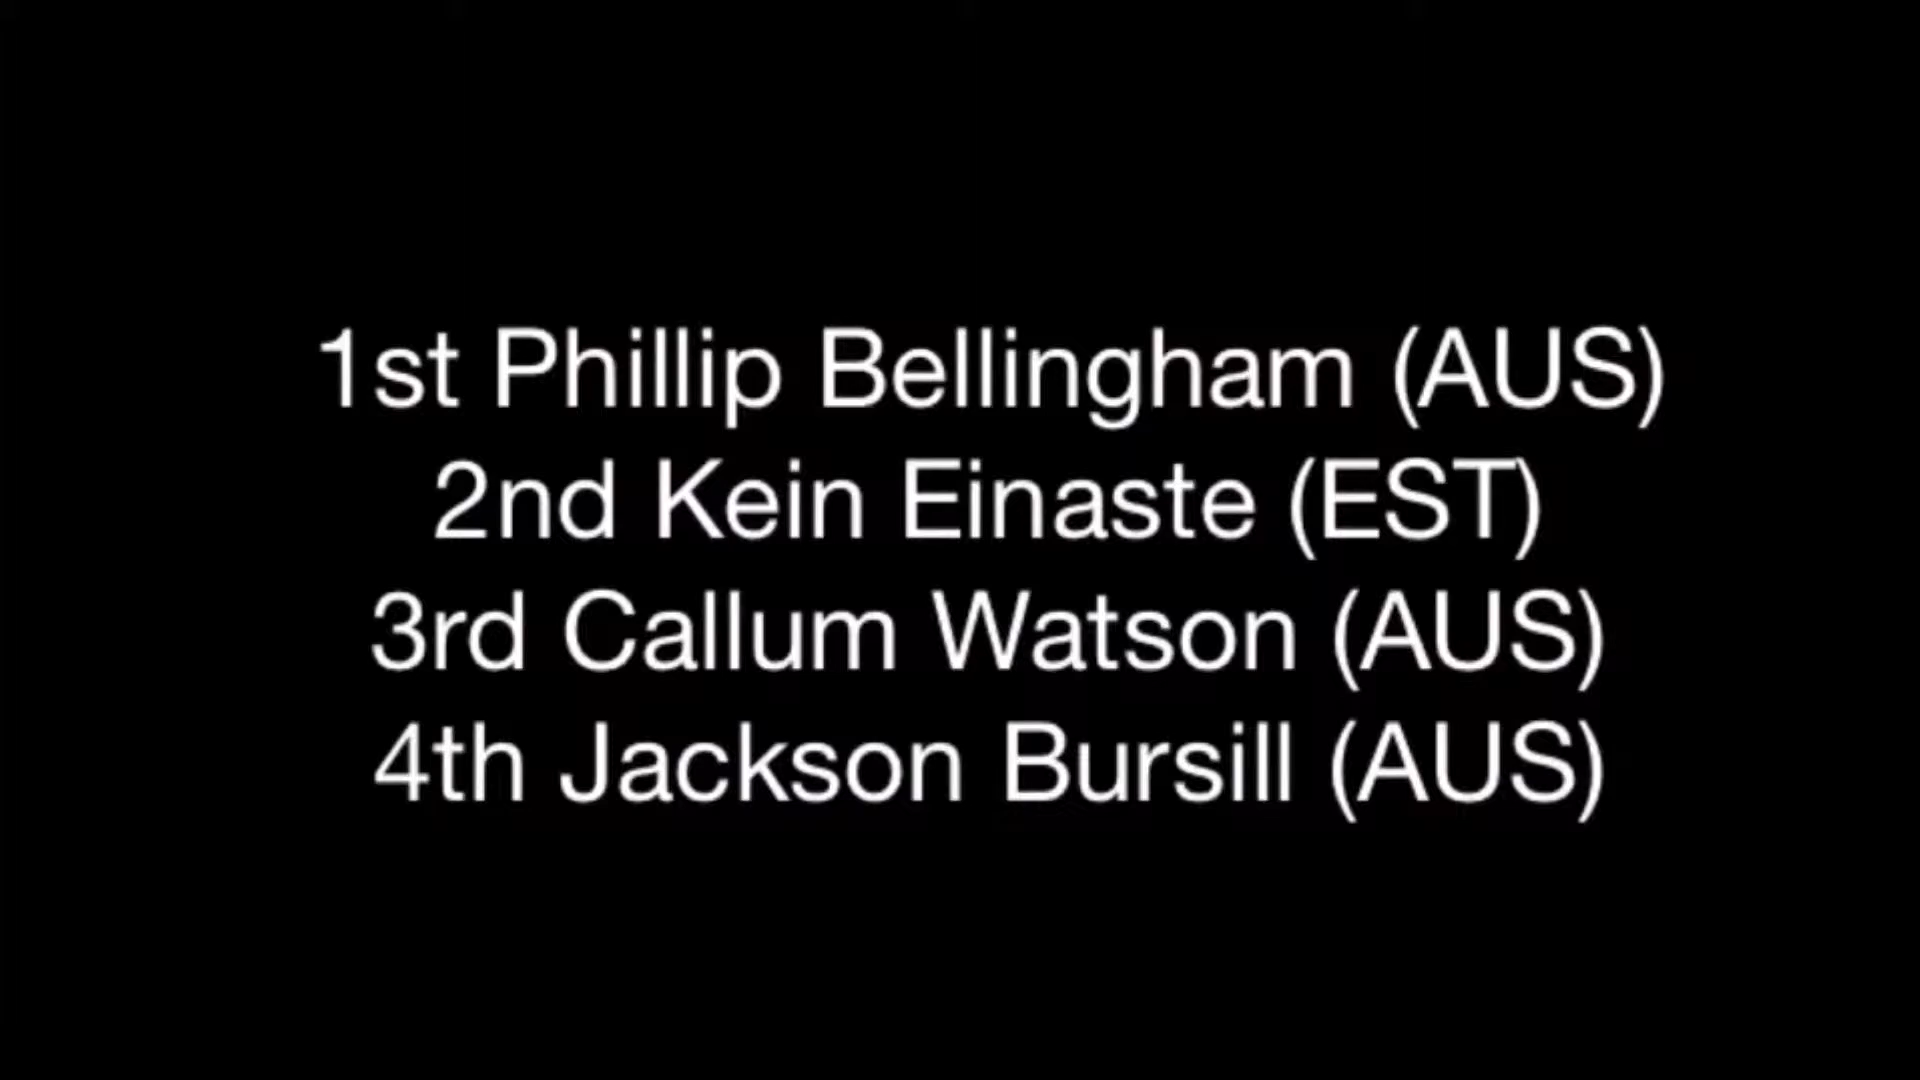 1st Phillip Bellingham (AUS)
2nd Kein Einaste (EST)
3rd Callum Watson (AUS)
4th Jackson Bursill (AUS)